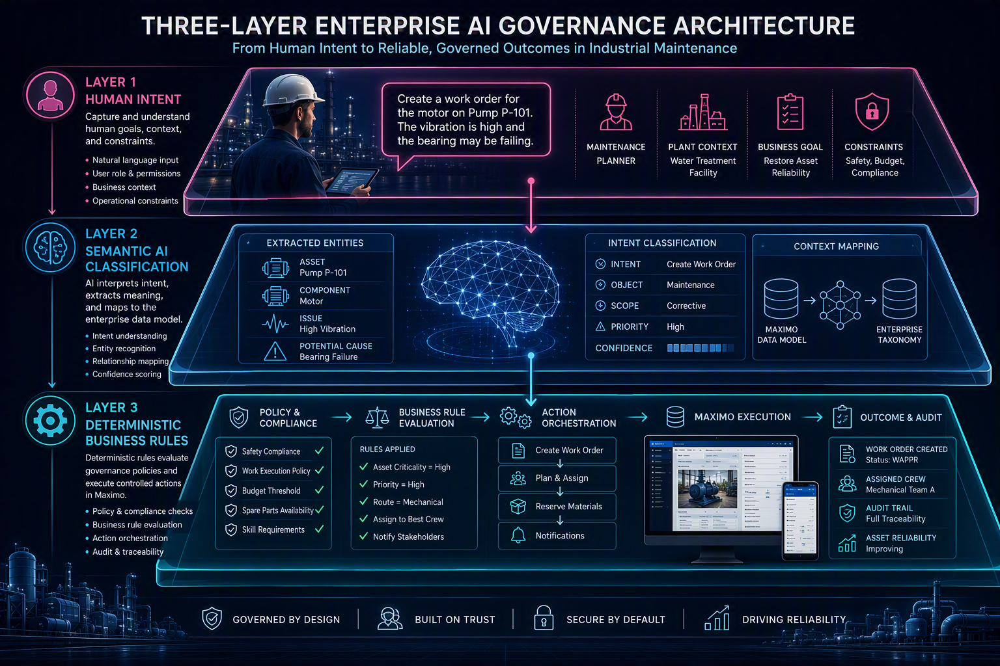 THREE-LAYER ENTERPRISE AI GOVERNANCE ARCHITECTURE
From Human Intent to Reliable, Governed Outcomes in Industrial Maintenance
LAYER 1
HUMAN INTENT
Capture and understand
human goals, context,
and constraints.
• Natural language input
• User role & permissions
• Business context
• Operational constraints
Create a work order for
the motor on Pump P-101.
The vibration is high and
the bearing may be failing.
MAINTENANCE
PLANNER
PLANT CONTEXT
Water Treatment
Facility
BUSINESS GOAL
Restore Asset
Reliability
CONSTRAINTS
Safety, Budget,
Compliance
LAYER 2
SEMANTIC AI
CLASSIFICATION
AI interprets intent,
extracts meaning,
and maps to the
enterprise data model.
• Intent understanding
• Entity recognition
• Relationship mapping
• Confidence scoring
EXTRACTED ENTITIES
ASSET
Pump P-101
COMPONENT
Motor
ISSUE
High Vibration
POTENTIAL CAUSE
Bearing Failure
INTENT CLASSIFICATION
INTENT Create Work Order
OBJECT Maintenance
SCOPE Corrective
PRIORITY High
CONFIDENCE
CONTEXT MAPPING
MAXIMO
DATA MODEL
ENTERPRISE
TAXONOMY
LAYER 3
DETERMINISTIC
BUSINESS RULES
Deterministic rules evaluate
governance policies and
execute controlled actions
in Maximo.
• Policy & compliance checks
• Business rule evaluation
• Action orchestration
• Audit & traceability
POLICY &
COMPLIANCE
Safety Compliance
Work Execution Policy
Budget Threshold
Spare Parts Availability
Skill Requirements
BUSINESS RULE
EVALUATION
RULES APPLIED
Asset Criticality = High
Priority = High
Route = Mechanical
Assign to Best Crew
Notify Stakeholders
ACTION
ORCHESTRATION
Create Work Order
Plan & Assign
Reserve Materials
Notifications
MAXIMO EXECUTION
OUTCOME & AUDIT
WORK ORDER CREATED
Status: WAPPR
ASSIGNED CREW
Mechanical Team A
AUDIT TRAIL
Full Traceability
ASSET RELIABILITY
Improving
GOVERNED BY DESIGN
BUILT ON TRUST
SECURE BY DEFAULT
DRIVING RELIABILITY